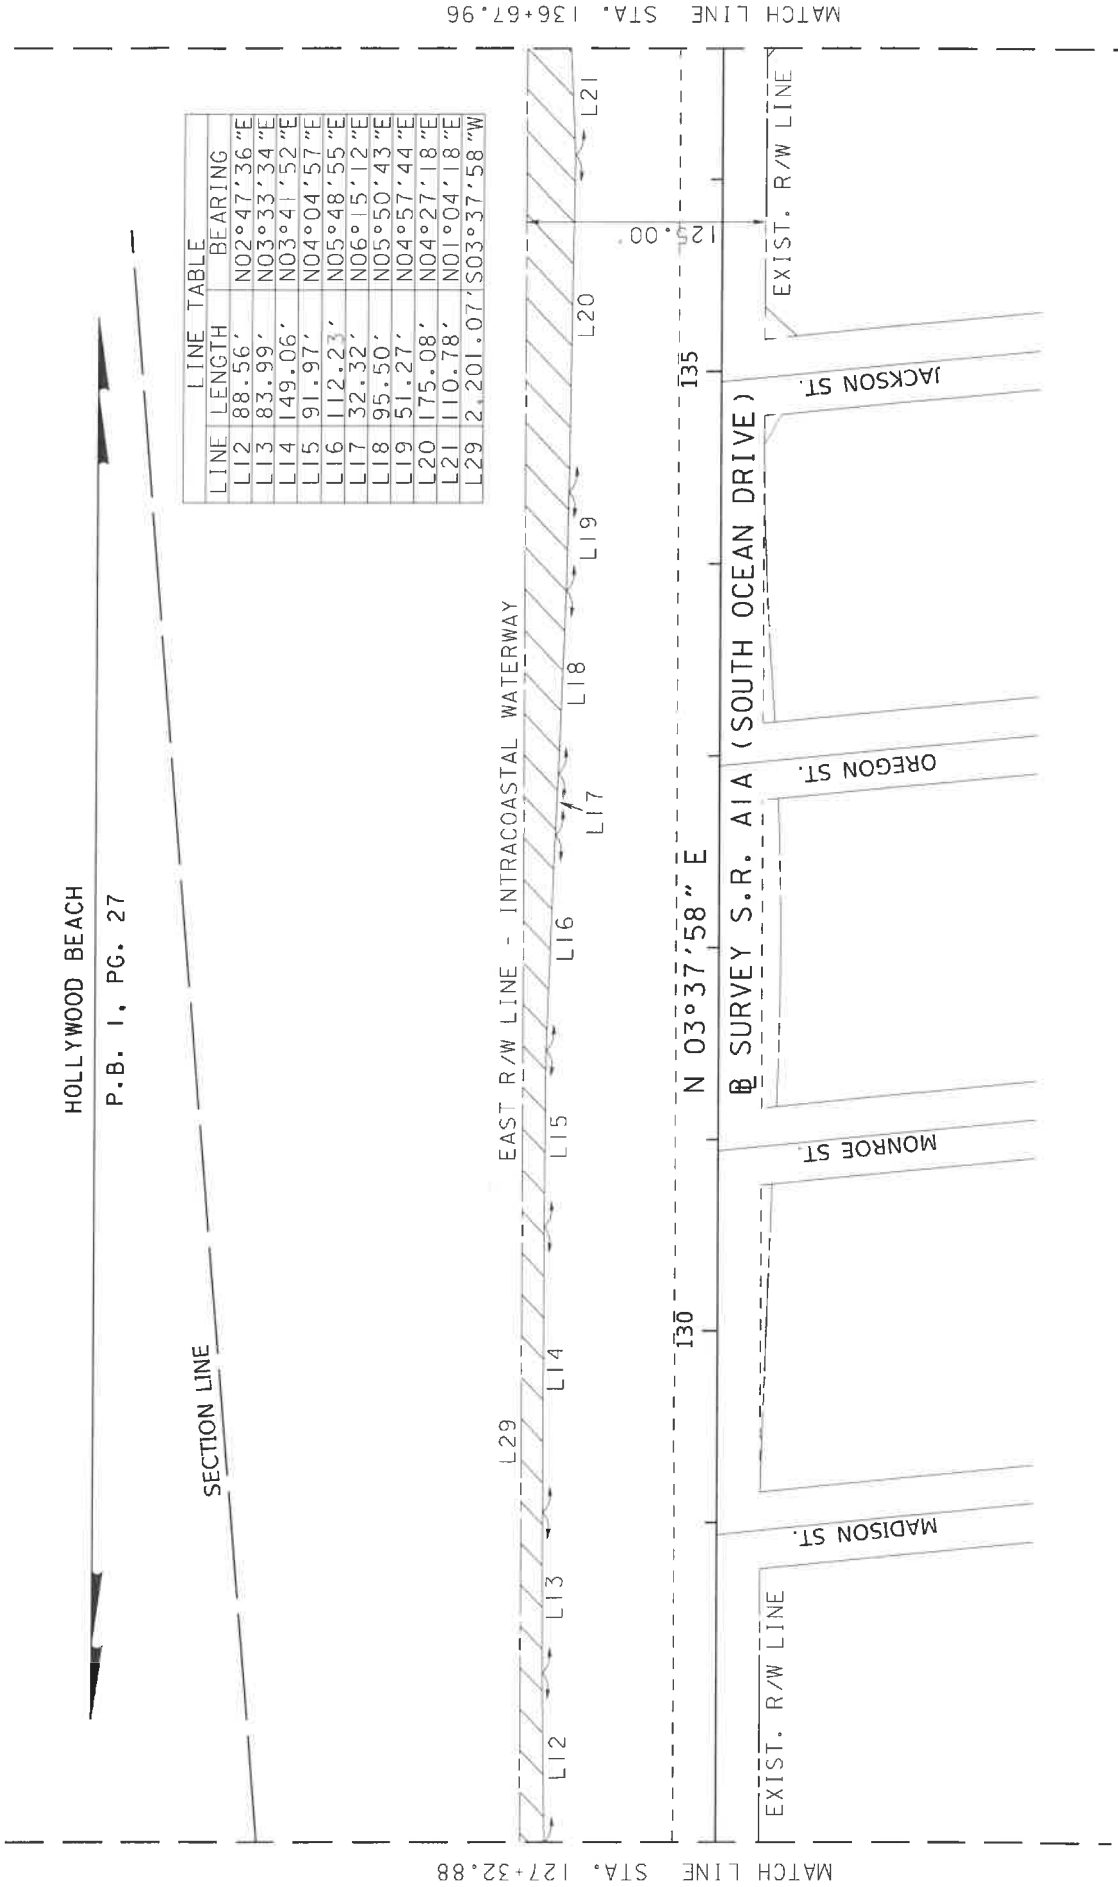 HOLLYWOOD BEACH
P.B. 1, PG. 27
SECTION LINE
LINE TABLE
LINE LENGTH BEARING
L12 88.56' N02°47'36"E
L13 83.99' N03°33'34"E
L14 149.06' N03°41'52"E
L15 91.97' N04°04'57"E
L16 112.23' N05°48'55"E
L17 32.32' N06°15'12"E
L18 95.50' N05°50'43"E
L19 51.27' N04°57'44"E
L20 175.08' N04°27'18"E
L21 110.78' N01°04'18"E
L29 2,201.07' S03°37'58"W
MATCH LINE STA. 127+32.88
MATCH LINE STA. 136+67.96
EAST R/W LINE - INTRACOASTAL WATERWAY
L29
L12
L13
L14
L15
L16
L17
L18
L19
L20
L21
125.00'
130
135
N 03°37'58" E
B SURVEY S.R. A1A (SOUTH OCEAN DRIVE)
EXIST. R/W LINE
EXIST. R/W LINE
MADISON ST.
MONROE ST.
OREGON ST.
JACKSON ST.